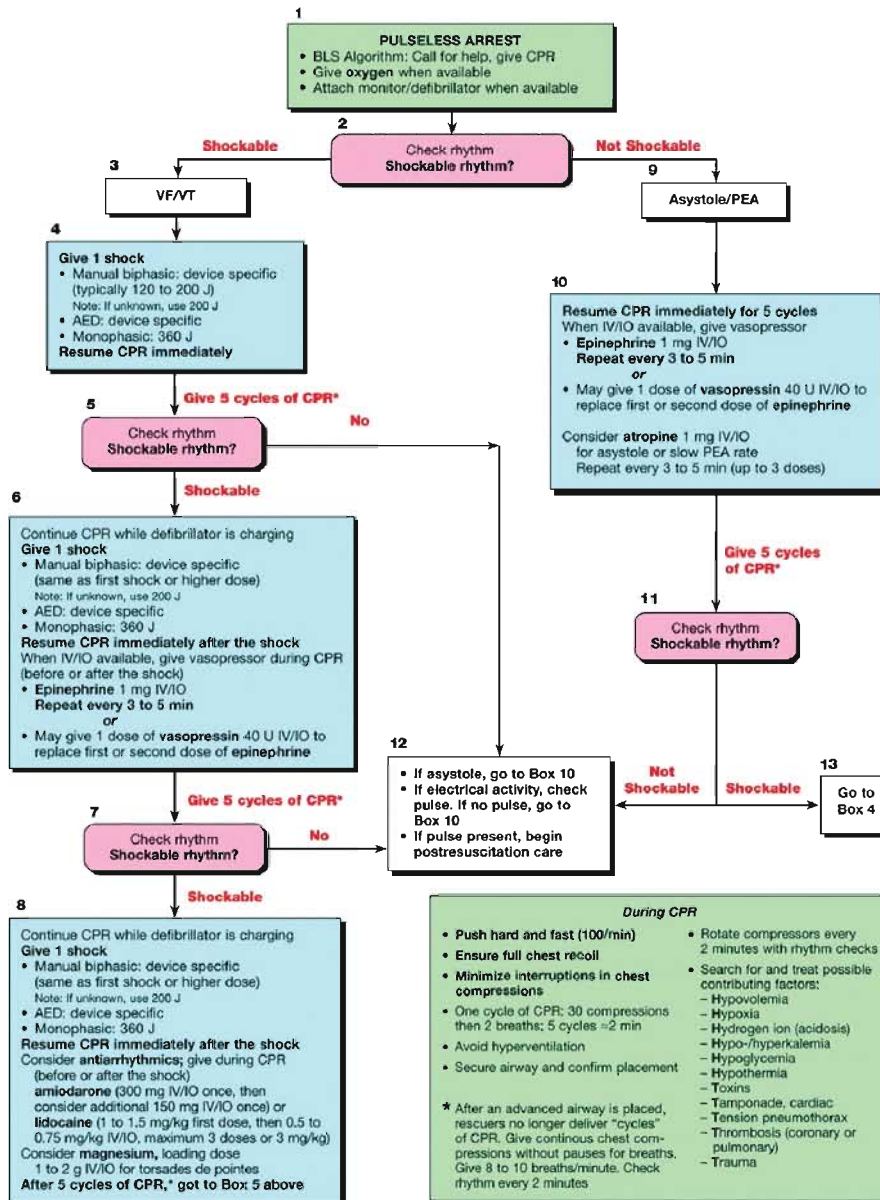 1
PULSELESS ARREST
• BLS Algorithm: Call for help, give CPR
• Give oxygen when available
• Attach monitor/defibrillator when available
2
Check rhythm
Shockable rhythm?
Shockable
Not Shockable
3
VF/VT
9
Asystole/PEA
4
Give 1 shock
• Manual biphasic: device specific
(typically 120 to 200 J)
Note: If unknown, use 200 J
• AED: device specific
• Monophasic: 360 J
Resume CPR immediately
Give 5 cycles of CPR*
5
Check rhythm
Shockable rhythm?
No
Shockable
6
Continue CPR while defibrillator is charging
Give 1 shock
• Manual biphasic: device specific
(same as first shock or higher dose)
Note: If unknown, use 200 J
• AED: device specific
• Monophasic: 360 J
Resume CPR immediately after the shock
When IV/IO available, give vasopressor during CPR
(before or after the shock)
• Epinephrine 1 mg IV/IO
Repeat every 3 to 5 min
or
• May give 1 dose of vasopressin 40 U IV/IO to
replace first or second dose of epinephrine
Give 5 cycles of CPR*
7
Check rhythm
Shockable rhythm?
No
Shockable
8
Continue CPR while defibrillator is charging
Give 1 shock
• Manual biphasic: device specific
(same as first shock or higher dose)
Note: If unknown, use 200 J
• AED: device specific
• Monophasic: 360 J
Resume CPR immediately after the shock
Consider antiarrhythmics; give during CPR
(before or after the shock)
amiodarone (300 mg IV/IO once, then
consider additional 150 mg IV/IO once) or
lidocaine (1 to 1.5 mg/kg first dose, then 0.5 to
0.75 mg/kg IV/IO, maximum 3 doses or 3 mg/kg)
Consider magnesium, loading dose
1 to 2 g IV/IO for torsades de pointes
After 5 cycles of CPR,* got to Box 5 above
10
Resume CPR immediately for 5 cycles
When IV/IO available, give vasopressor
• Epinephrine 1 mg IV/IO
Repeat every 3 to 5 min
or
• May give 1 dose of vasopressin 40 U IV/IO to
replace first or second dose of epinephrine
Consider atropine 1 mg IV/IO
for asystole or slow PEA rate
Repeat every 3 to 5 min (up to 3 doses)
Give 5 cycles
of CPR*
11
Check rhythm
Shockable rhythm?
Not
Shockable
Shockable
12
• If asystole, go to Box 10
• If electrical activity, check
pulse. If no pulse, go to
Box 10
• If pulse present, begin
postresuscitation care
13
Go to
Box 4
During CPR
• Push hard and fast (100/min)
• Ensure full chest recoil
• Minimize interruptions in chest
compressions
• One cycle of CPR: 30 compressions
then 2 breaths; 5 cycles ≈2 min
• Avoid hyperventilation
• Secure airway and confirm placement
* After an advanced airway is placed,
rescuers no longer deliver "cycles"
of CPR. Give continous chest com-
pressions without pauses for breaths.
Give 8 to 10 breaths/minute. Check
rhythm every 2 minutes
• Rotate compressors every
2 minutes with rhythm checks
• Search for and treat possible
contributing factors:
– Hypovolemia
– Hypoxia
– Hydrogen ion (acidosis)
– Hypo-/hyperkalemia
– Hypoglycemia
– Hypothermia
– Toxins
– Tamponade, cardiac
– Tension pneumothorax
– Thrombosis (coronary or
pulmonary)
– Trauma